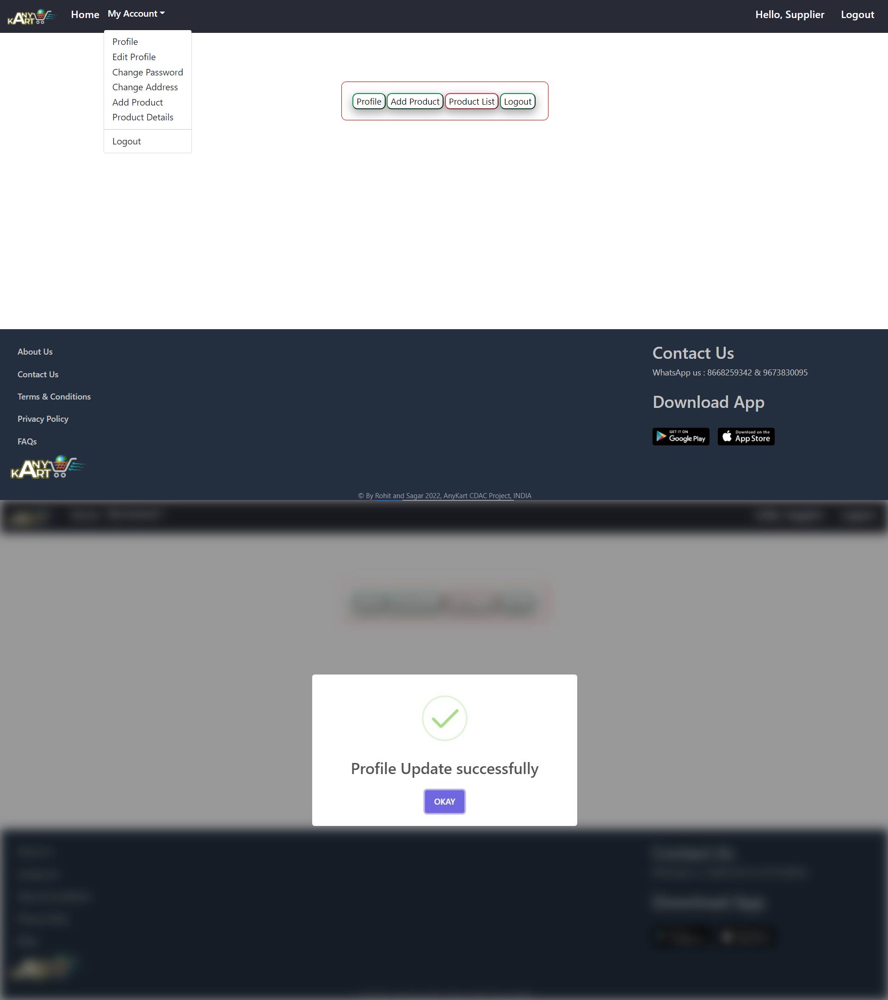 ANY KART
Home My Account Hello, Supplier Logout
Profile
Edit Profile
Change Password
Change Address
Add Product
Product Details
Logout
Profile Add Product Product List Logout
About Us
Contact Us
Terms & Conditions
Privacy Policy
FAQs
ANY KART
Contact Us
WhatsApp us : 8668259342 & 9673830095
Download App
GET IT ON Google Play
Download on the App Store
© By Rohit and Sagar 2022, AnyKart CDAC Project, INDIA
Profile Update successfully
OKAY